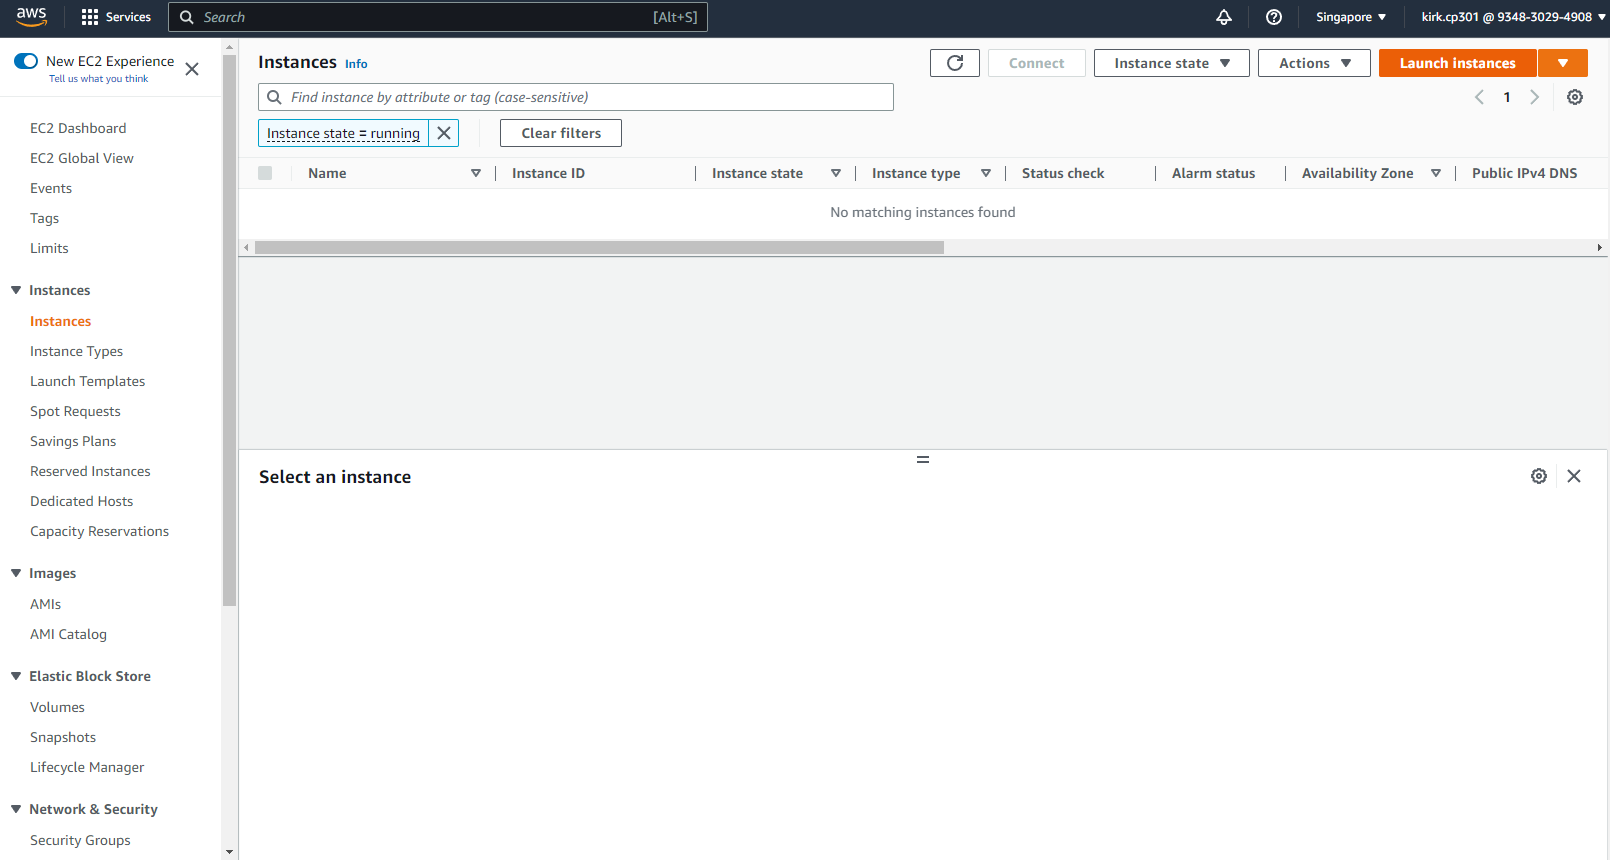 aws
Services
Search
[Alt+S]
Singapore
kirk.cp301 @ 9348-3029-4908
New EC2 Experience
Tell us what you think
EC2 Dashboard
EC2 Global View
Events
Tags
Limits
Instances
Instances
Instance Types
Launch Templates
Spot Requests
Savings Plans
Reserved Instances
Dedicated Hosts
Capacity Reservations
Images
AMIs
AMI Catalog
Elastic Block Store
Volumes
Snapshots
Lifecycle Manager
Network & Security
Security Groups
Instances Info
Connect
Instance state
Actions
Launch instances
Find instance by attribute or tag (case-sensitive)
1
Instance state = running
Clear filters
Name
Instance ID
Instance state
Instance type
Status check
Alarm status
Availability Zone
Public IPv4 DNS
No matching instances found
Select an instance